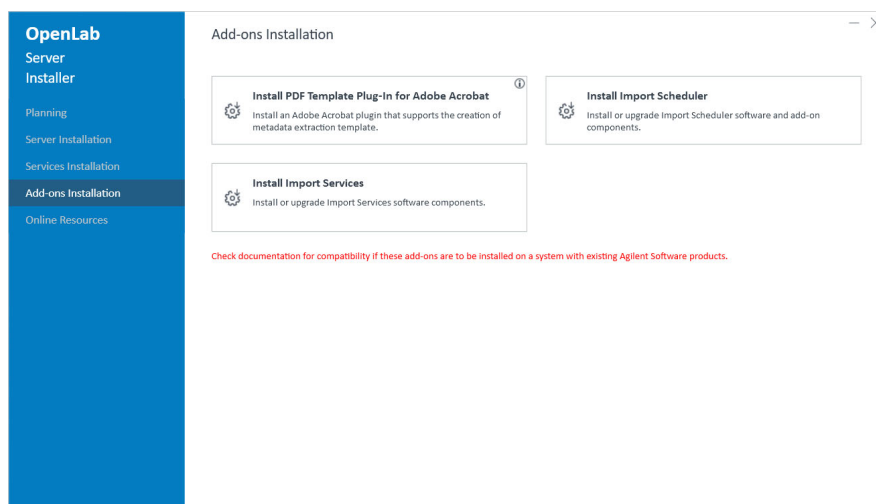 OpenLab
Server
Installer
Planning
Server Installation
Services Installation
Add-ons Installation
Online Resources
Add-ons Installation
Install PDF Template Plug-In for Adobe Acrobat
Install an Adobe Acrobat plugin that supports the creation of
metadata extraction template.
Install Import Scheduler
Install or upgrade Import Scheduler software and add-on
components.
Install Import Services
Install or upgrade Import Services software components.
Check documentation for compatibility if these add-ons are to be installed on a system with existing Agilent Software products.